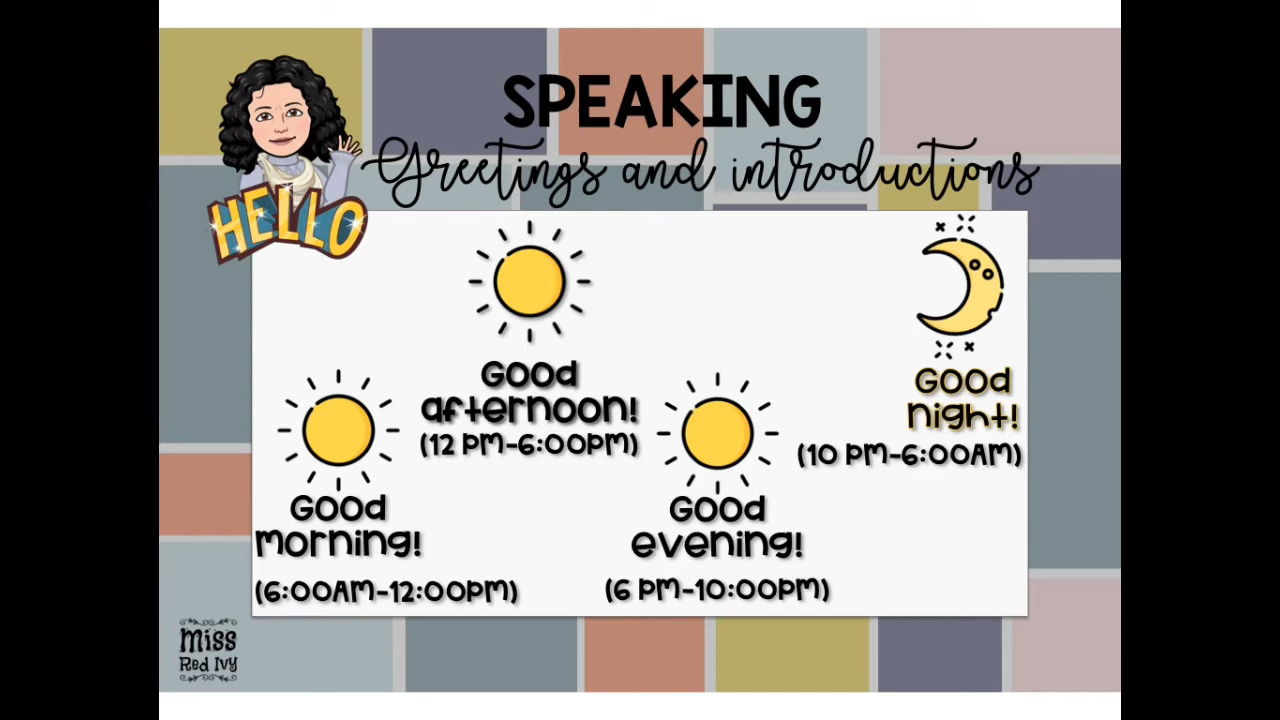 SPEAKING
Greetings and introductions
HELLO
Good
afternoon!
(12 PM-6:00PM)
Good
night!
(10 PM-6:00AM)
Good
morning!
(6:00AM-12:00PM)
Good
evening!
(6 PM-10:00PM)
Miss
Red Ivy